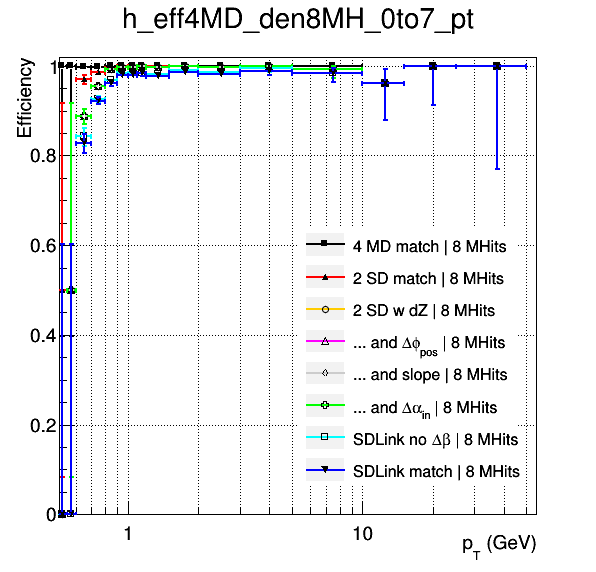 h_eff4MD_den8MH_0to7_pt
Efficiency
1
0.8
0.6
0.4
0.2
0
4 MD match | 8 MHits
2 SD match | 8 MHits
2 SD w dZ | 8 MHits
... and Δϕpos | 8 MHits
... and slope | 8 MHits
... and Δαin | 8 MHits
SDLink no Δβ | 8 MHits
SDLink match | 8 MHits
1
10
pT (GeV)